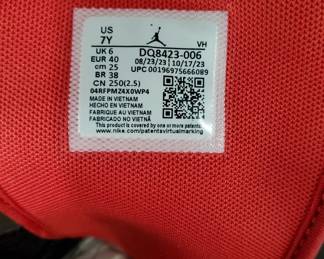 US
7Y
VH
UK 6 DQ8423-006
EUR 40 08/23/23 10/17/23
cm 25 UPC 00196975666089
BR 38
CN 250(2.5)
04RFPMZ4X0WP4
MADE IN VIETNAM
HECHO EN VIETNAM
FABRIQUE AU VIETNAM
FABRICADO NO VIETNÃ
This product is covered by one or more patents
www.nike.com/patentsvirtualmarking